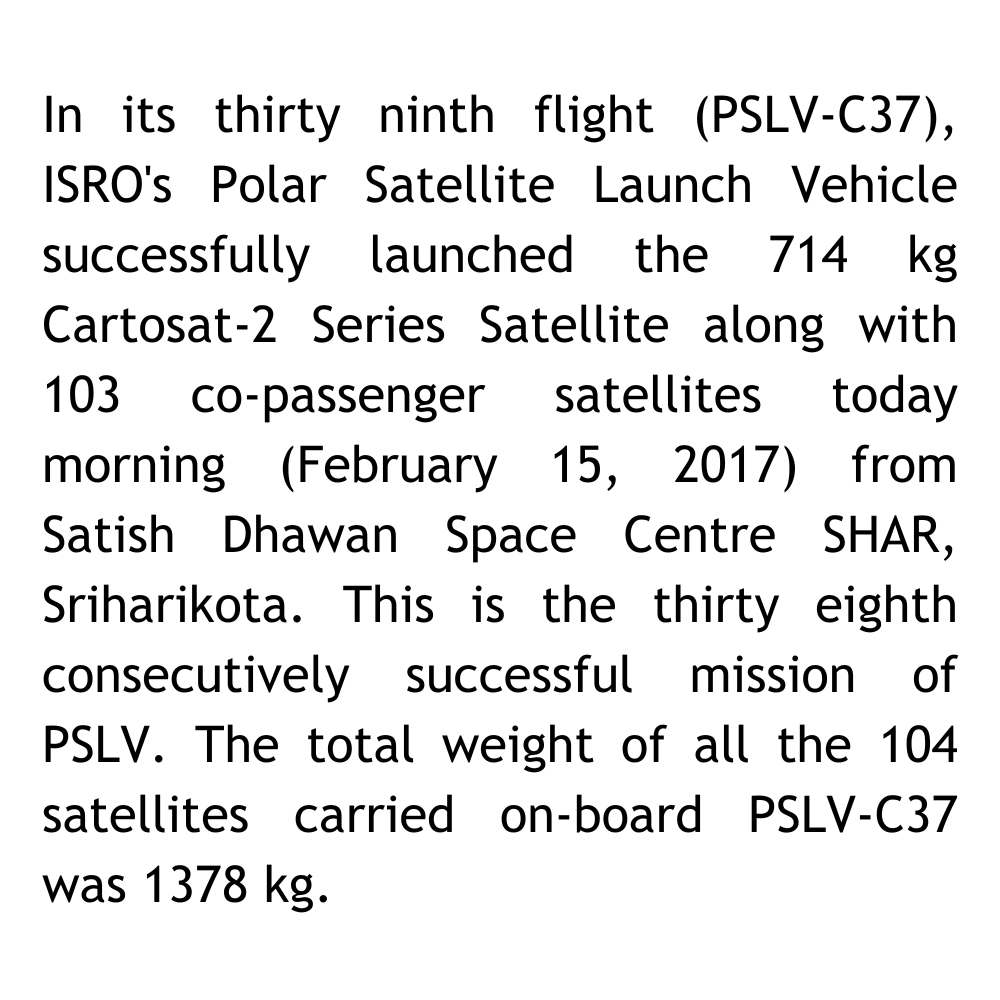 In its thirty ninth flight (PSLV-C37),
ISRO's Polar Satellite Launch Vehicle
successfully launched the 714 kg
Cartosat-2 Series Satellite along with
103 co-passenger satellites today
morning (February 15, 2017) from
Satish Dhawan Space Centre SHAR,
Sriharikota. This is the thirty eighth
consecutively successful mission of
PSLV. The total weight of all the 104
satellites carried on-board PSLV-C37
was 1378 kg.